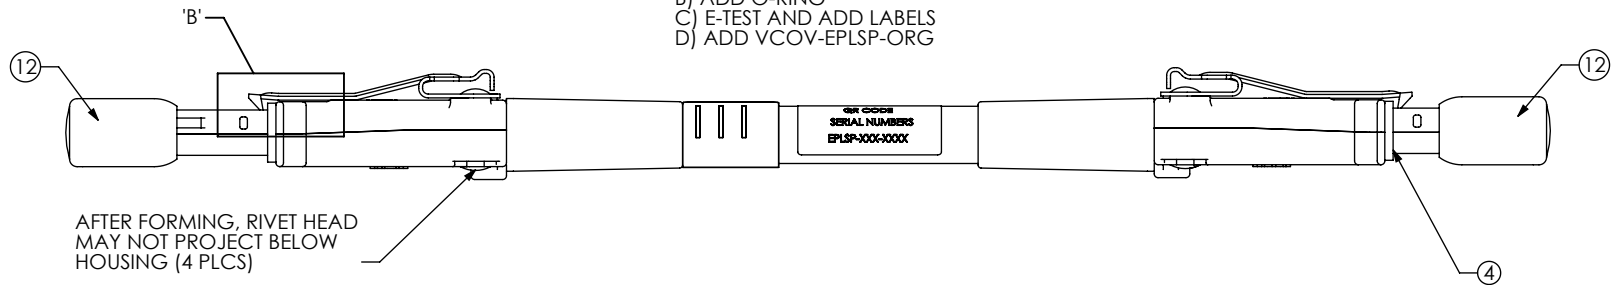 B) ADD O-RING
C) E-TEST AND ADD LABELS
D) ADD VCOV-EPLSP-ORG
'B'
12
12
QR CODE
SERIAL NUMBERS
EPLSP-XXX-XXXX
AFTER FORMING, RIVET HEAD
MAY NOT PROJECT BELOW
HOUSING (4 PLCS)
4